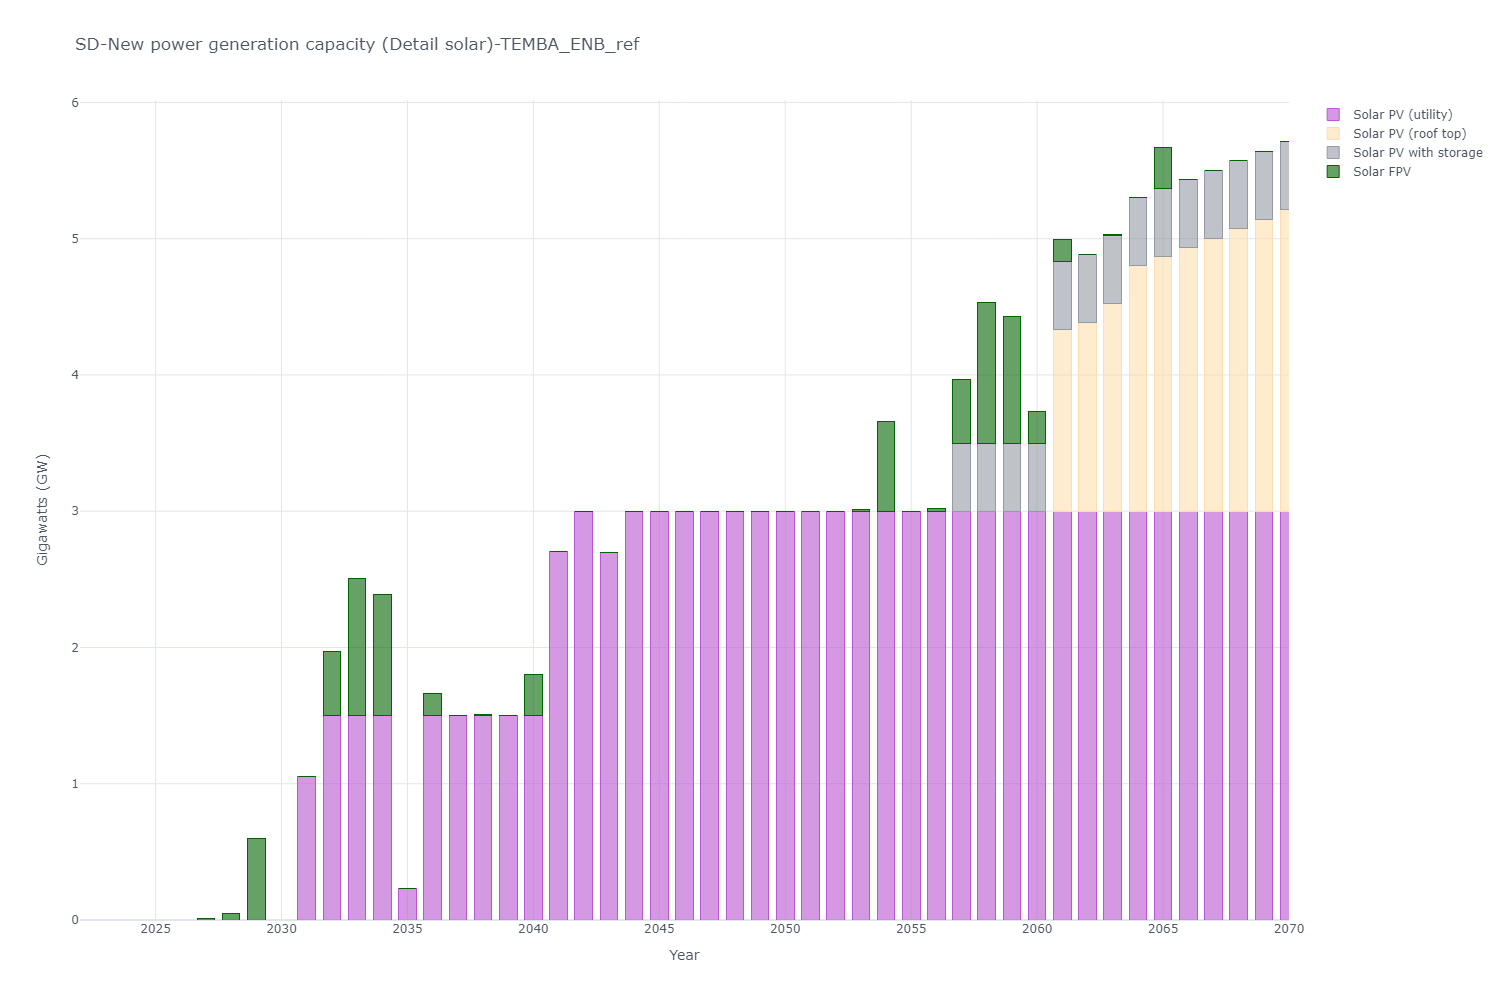 SD-New power generation capacity (Detail solar)-TEMBA_ENB_ref
Solar PV (utility)
Solar PV (roof top)
Solar PV with storage
Solar FPV
Gigawatts (GW)
6
5
4
3
2
1
0
2025 2030 2035 2040 2045 2050 2055 2060 2065 2070
Year